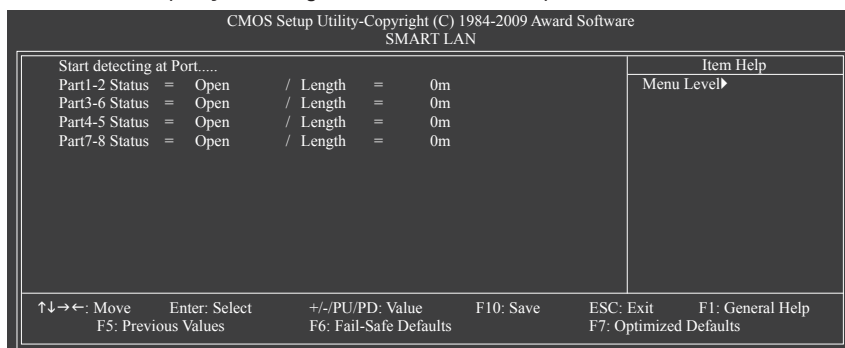 CMOS Setup Utility-Copyright (C) 1984-2009 Award Software
SMART LAN
Start detecting at Port.....
Part1-2 Status = Open / Length = 0m
Part3-6 Status = Open / Length = 0m
Part4-5 Status = Open / Length = 0m
Part7-8 Status = Open / Length = 0m
Item Help
Menu Level▶
↑↓→←: Move Enter: Select +/-/PU/PD: Value F10: Save ESC: Exit F1: General Help
F5: Previous Values F6: Fail-Safe Defaults F7: Optimized Defaults